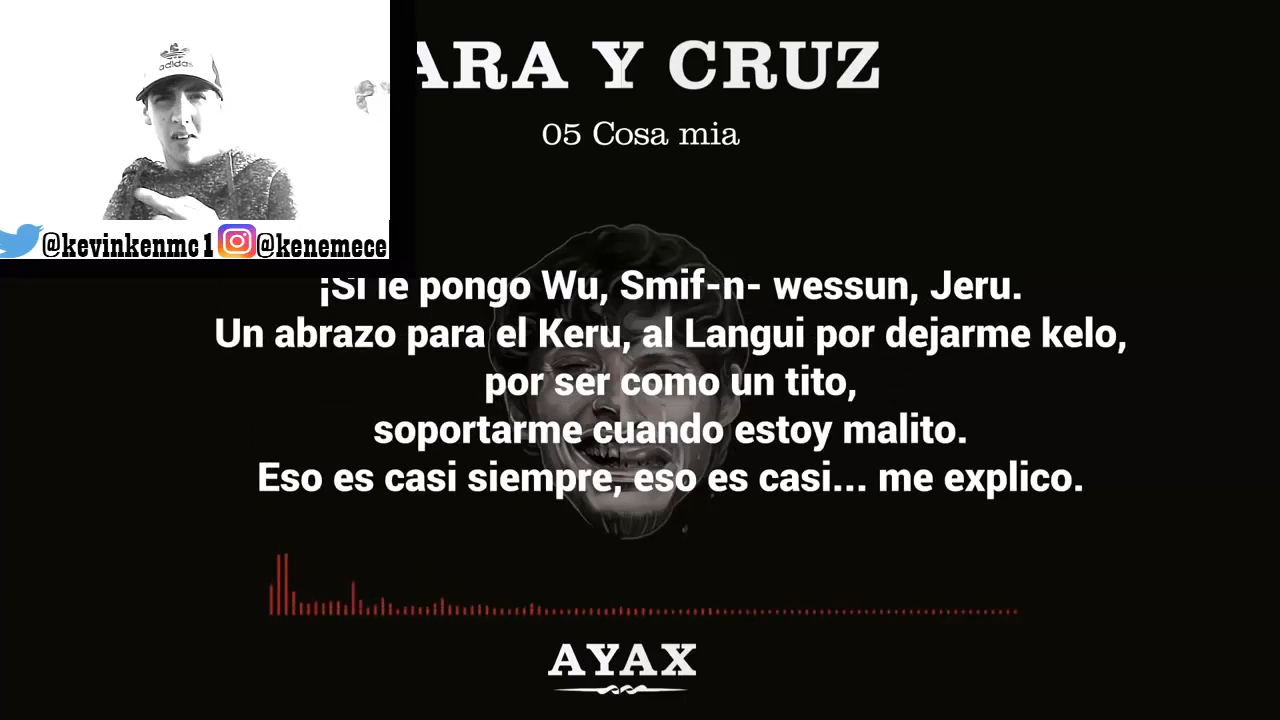 ARA Y CRUZ
05 Cosa mia
adidas
@kevinkenmc1 @kenemece
¡Si le pongo Wu, Smif-n- wessun, Jeru.
Un abrazo para el Keru, al Langui por dejarme kelo,
por ser como un tito,
soportarme cuando estoy malito.
Eso es casi siempre, eso es casi... me explico.
AYAX